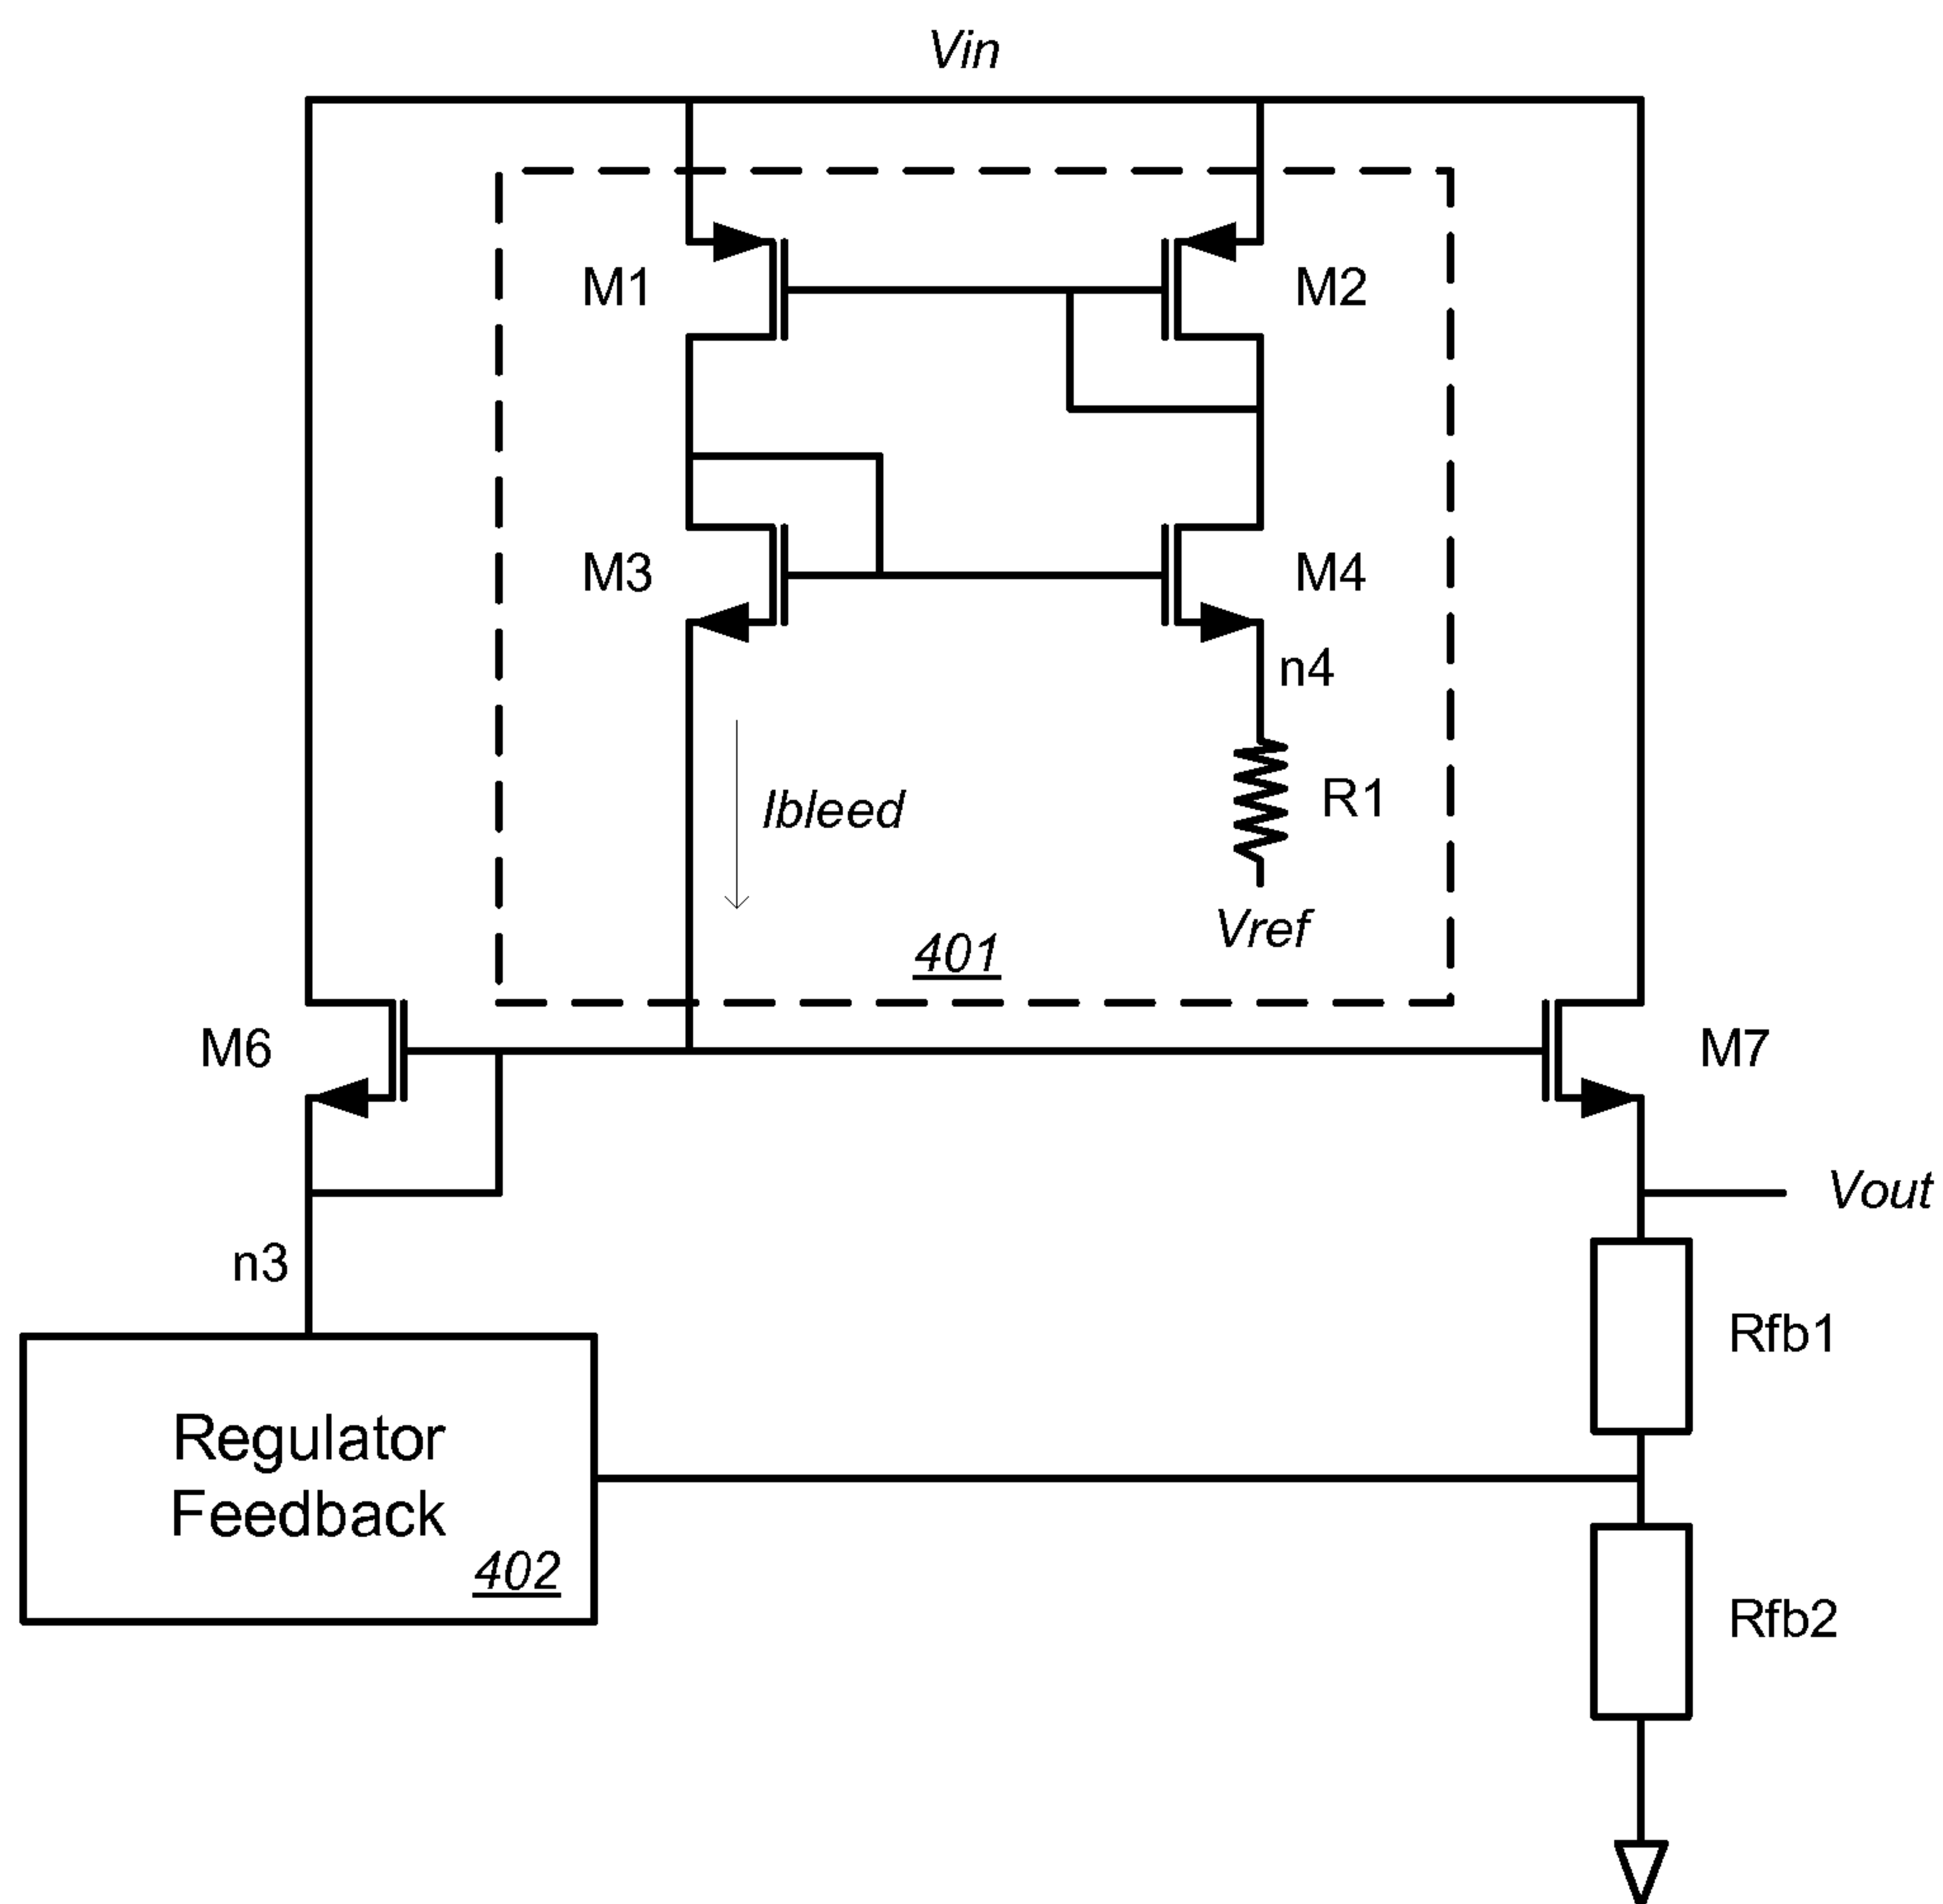 Vin
M1
M2
M3
M4
n4
Ibleed
R1
Vref
401
M6
M7
Vout
n3
Rfb1
Regulator
Feedback
402
Rfb2